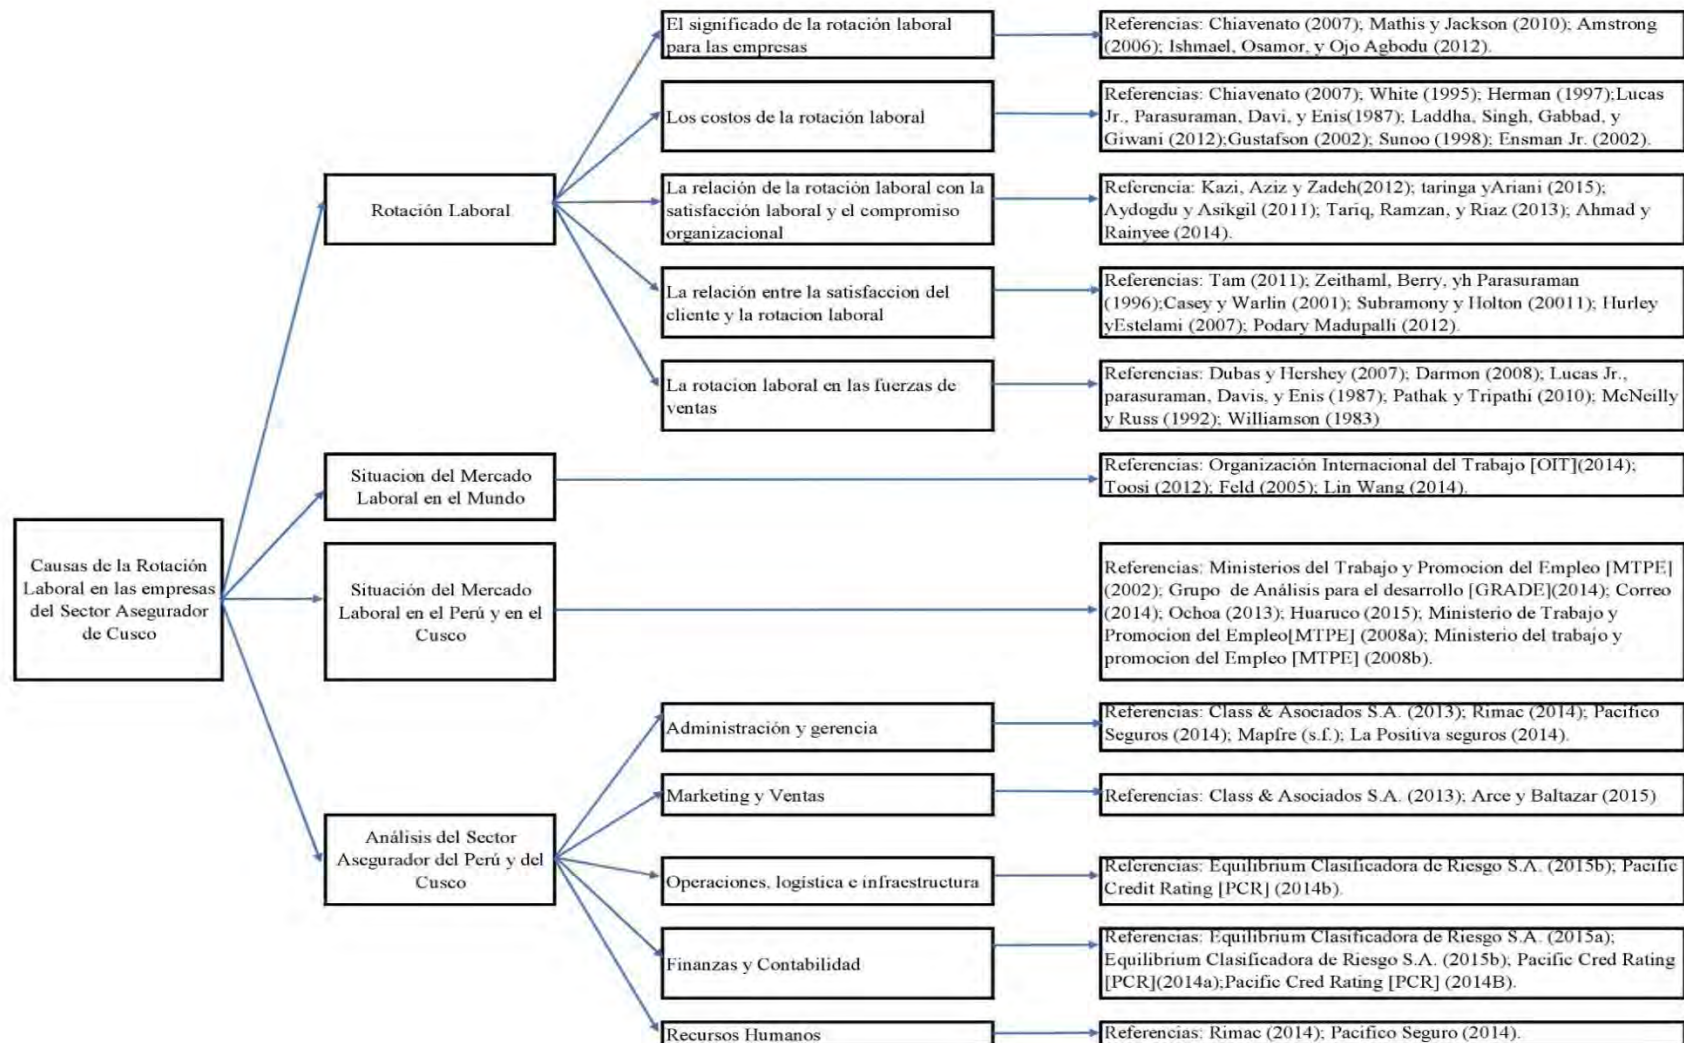 El significado de la rotación laboral
para las empresas
Referencias: Chiavenato (2007); Mathis y Jackson (2010); Amstrong
(2006); Ishmael, Osamor, y Ojo Agbodu (2012).
Los costos de la rotación laboral
Referencias: Chiavenato (2007); White (1995); Herman (1997);Lucas
Jr., Parasuraman, Davi, y Enis(1987); Laddha, Singh, Gabbad, y
Giwani (2012);Gustafson (2002); Sunoo (1998); Ensman Jr. (2002).
Rotación Laboral
La relación de la rotación laboral con la
satisfacción laboral y el compromiso
organizacional
Referencia: Kazi, Aziz y Zadeh(2012); taringa yAriani (2015);
Aydogdu y Asikgil (2011); Tariq, Ramzan, y Riaz (2013); Ahmad y
Rainyee (2014).
La relación entre la satisfaccion del
cliente y la rotacion laboral
Referencias: Tam (2011); Zeithaml, Berry, yh Parasuraman
(1996);Casey y Warlin (2001); Subramony y Holton (20011); Hurley
yEstelami (2007); Podary Madupalli (2012).
La rotacion laboral en las fuerzas de
ventas
Referencias: Dubas y Hershey (2007); Darmon (2008); Lucas Jr.,
parasuraman, Davis, y Enis (1987); Pathak y Tripathi (2010); McNeilly
y Russ (1992); Williamson (1983)
Situacion del Mercado
Laboral en el Mundo
Referencias: Organización Internacional del Trabajo [OIT](2014);
Toosi (2012); Feld (2005); Lin Wang (2014).
Causas de la Rotación
Laboral en las empresas
del Sector Asegurador
de Cusco
Situación del Mercado
Laboral en el Perú y en el
Cusco
Referencias: Ministerios del Trabajo y Promocion del Empleo [MTPE]
(2002); Grupo de Análisis para el desarrollo [GRADE](2014); Correo
(2014); Ochoa (2013); Huaruco (2015); Ministerio de Trabajo y
Promocion del Empleo[MTPE] (2008a); Ministerio del trabajo y
promocion del Empleo [MTPE] (2008b).
Administración y gerencia
Referencias: Class & Asociados S.A. (2013); Rimac (2014); Pacifico
Seguros (2014); Mapfre (s.f.); La Positiva seguros (2014).
Marketing y Ventas
Referencias: Class & Asociados S.A. (2013); Arce y Baltazar (2015)
Análisis del Sector
Asegurador del Perú y del
Cusco
Operaciones, logística e infraestructura
Referencias: Equilibrium Clasificadora de Riesgo S.A. (2015b); Pacific
Credit Rating [PCR] (2014b).
Finanzas y Contabilidad
Referencias: Equilibrium Clasificadora de Riesgo S.A. (2015a);
Equilibrium Clasificadora de Riesgo S.A. (2015b); Pacific Cred Rating
[PCR](2014a);Pacific Cred Rating [PCR] (2014B).
Recursos Humanos
Referencias: Rimac (2014); Pacifico Seguro (2014).